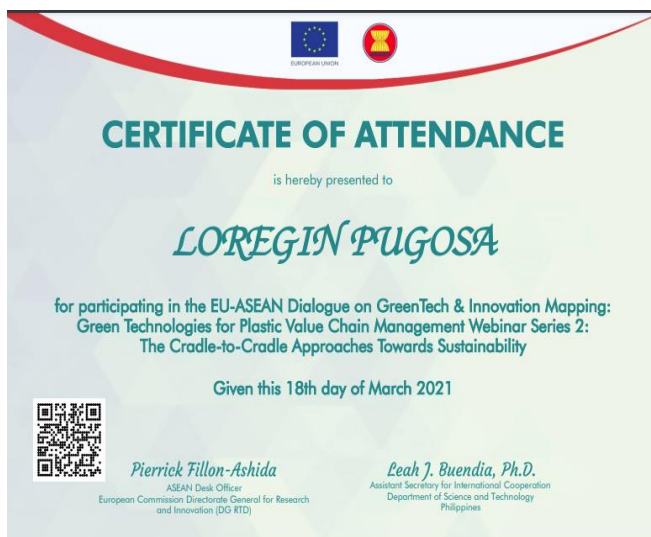 EUROPEAN UNION
CERTIFICATE OF ATTENDANCE
is hereby presented to
LOREGIN PUGOSA
for participating in the EU-ASEAN Dialogue on GreenTech & Innovation Mapping:
Green Technologies for Plastic Value Chain Management Webinar Series 2:
The Cradle-to-Cradle Approaches Towards Sustainability
Given this 18th day of March 2021
Pierrick Fillon-Ashida
ASEAN Desk Officer
European Commission Directorate General for Research
and Innovation (DG RTD)
Leah J. Buendia, Ph.D.
Assistant Secretary for International Cooperation
Department of Science and Technology
Philippines